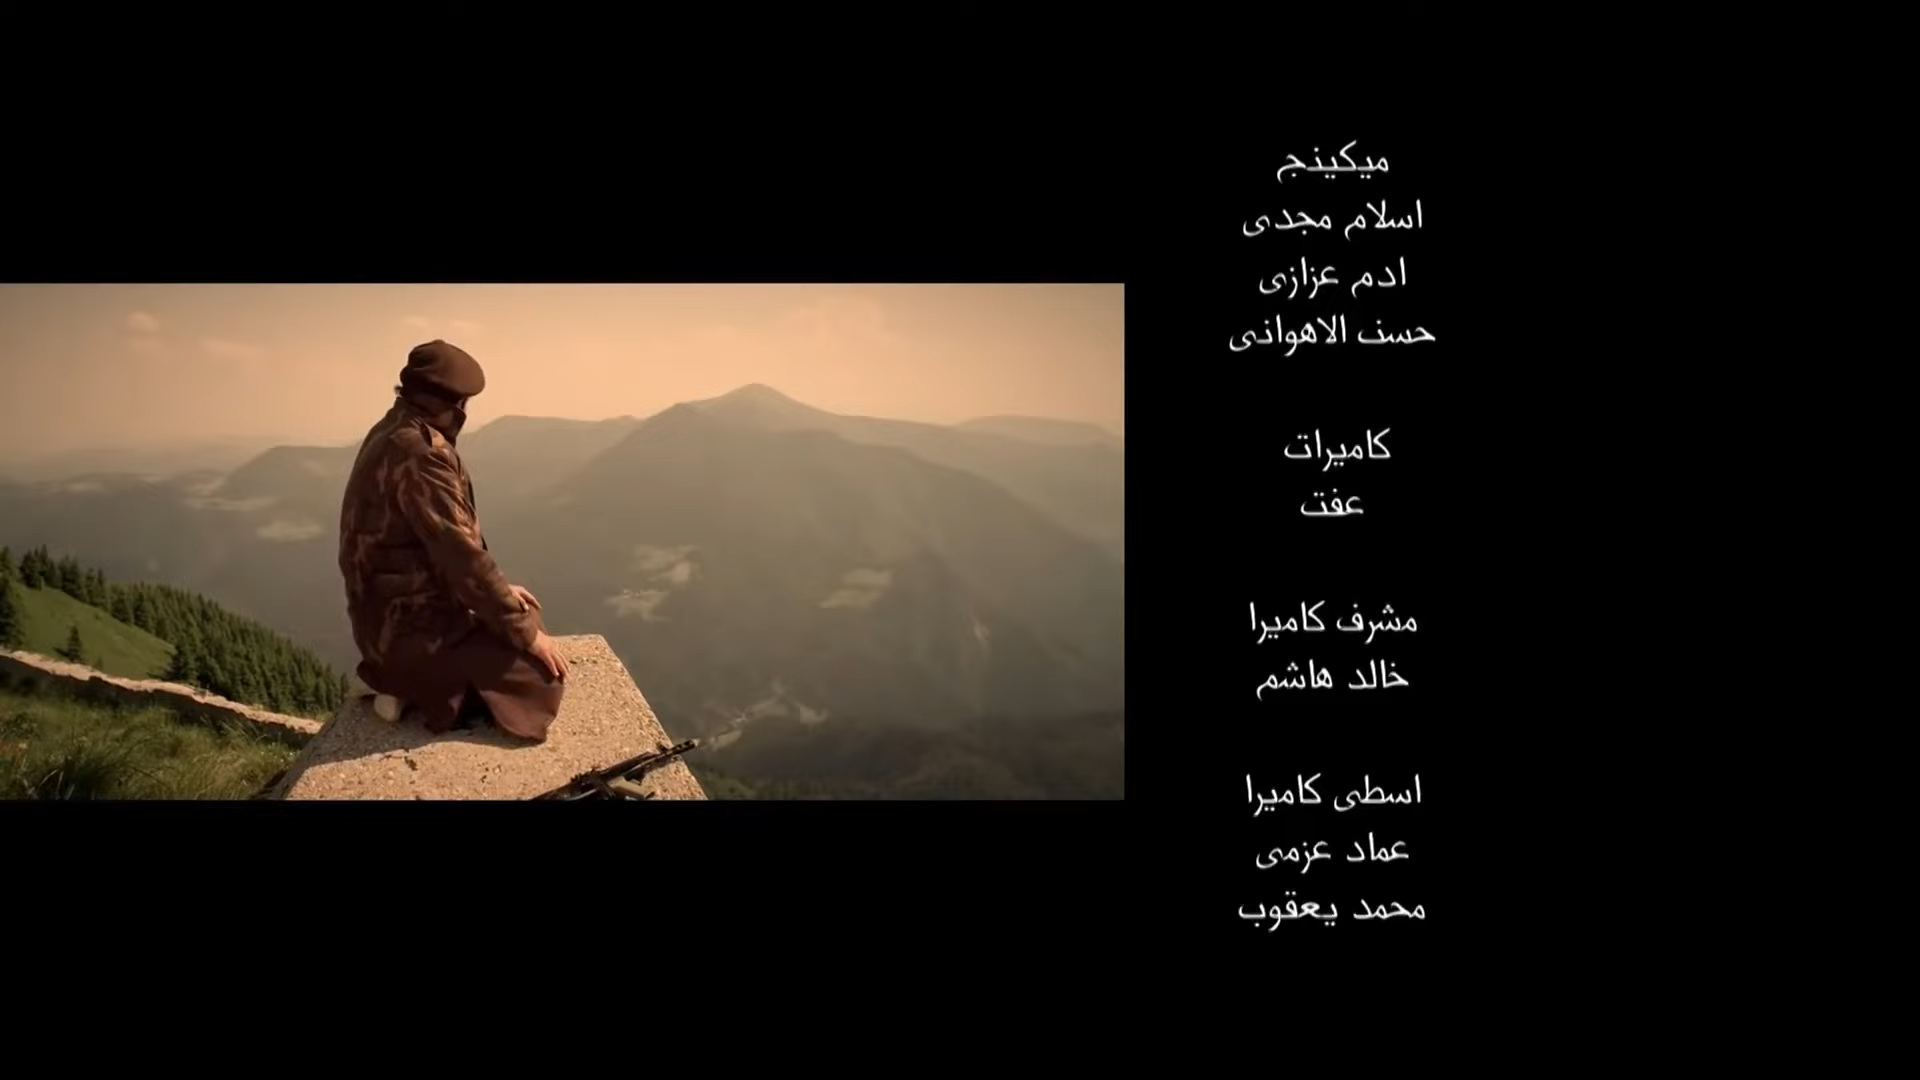 ميكينج
اسلام مجدى
ادم عزازى
حسن الاهوانى
كاميرات
عفت
مشرف كاميرا
خالد هاشم
اسطى كاميرا
عماد عزمى
محمد يعقوب